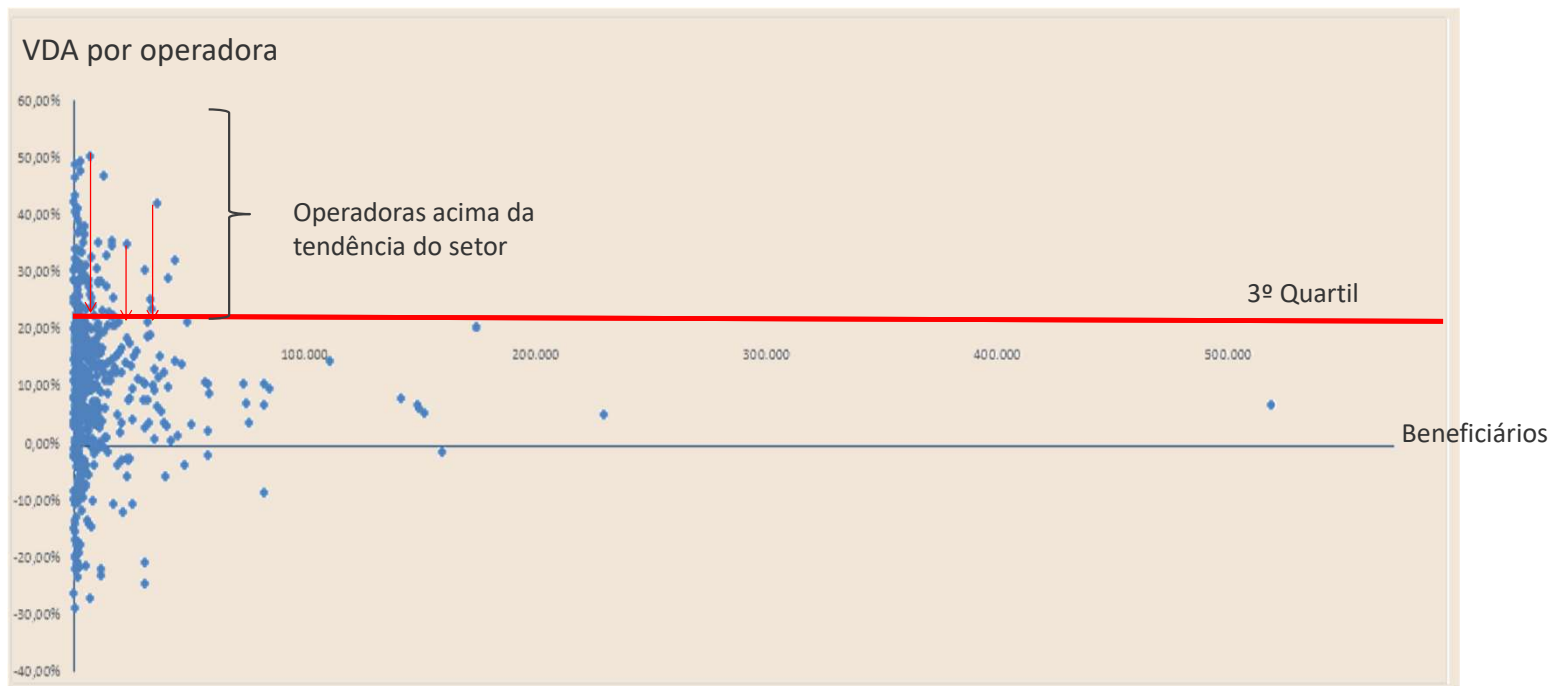 VDA por operadora
60,00%
50,00%
40,00%
Operadoras acima da
tendência do setor
30,00%
3º Quartil
20,00%
100.000 200.000 300.000 400.000 500.000
10,00%
0,00%
Beneficiários
-10,00%
-20,00%
-30,00%
-40,00%